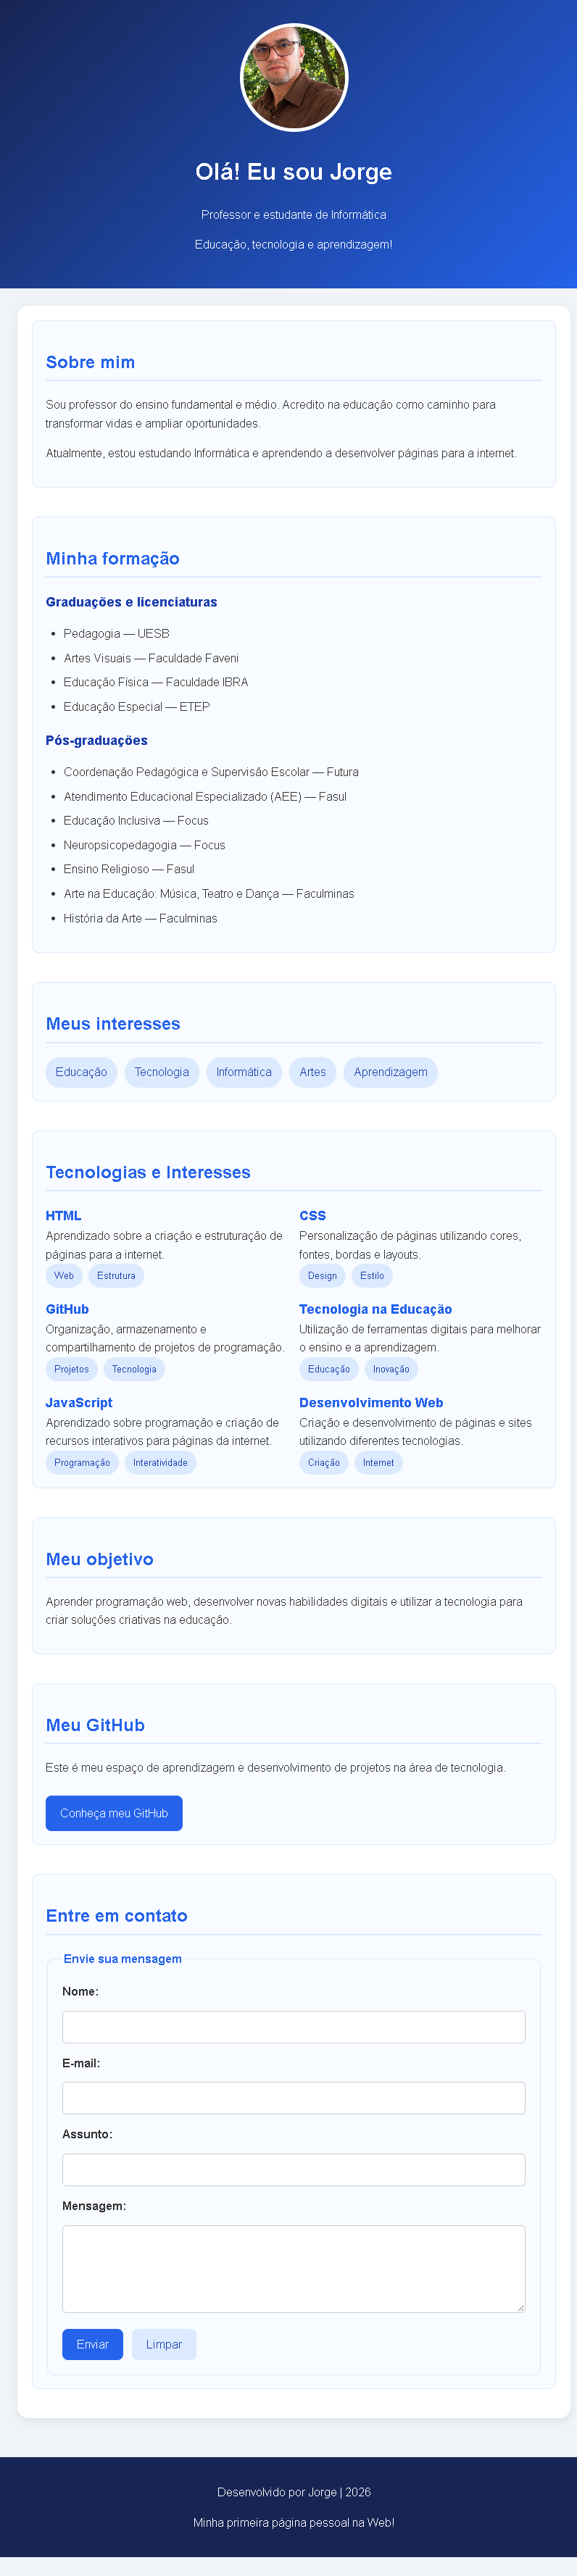 Olá! Eu sou Jorge
Professor e estudante de Informática
Educação, tecnologia e aprendizagem!
Sobre mim
Sou professor do ensino fundamental e médio. Acredito na educação como caminho para
transformar vidas e ampliar oportunidades.
Atualmente, estou estudando Informática e aprendendo a desenvolver páginas para a internet.
Minha formação
Graduações e licenciaturas
• Pedagogia — UESB
• Artes Visuais — Faculdade Faveni
• Educação Física — Faculdade IBRA
• Educação Especial — ETEP
Pós-graduações
• Coordenação Pedagógica e Supervisão Escolar — Futura
• Atendimento Educacional Especializado (AEE) — Fasul
• Educação Inclusiva — Focus
• Neuropsicopedagogia — Focus
• Ensino Religioso — Fasul
• Arte na Educação: Música, Teatro e Dança — Faculminas
• História da Arte — Faculminas
Meus interesses
Educação Tecnologia Informática Artes Aprendizagem
Tecnologias e Interesses
HTML
Aprendizado sobre a criação e estruturação de
páginas para a internet.
Web Estrutura
CSS
Personalização de páginas utilizando cores,
fontes, bordas e layouts.
Design Estilo
GitHub
Organização, armazenamento e
compartilhamento de projetos de programação.
Projetos Tecnologia
Tecnologia na Educação
Utilização de ferramentas digitais para melhorar
o ensino e a aprendizagem.
Educação Inovação
JavaScript
Aprendizado sobre programação e criação de
recursos interativos para páginas da internet.
Programação Interatividade
Desenvolvimento Web
Criação e desenvolvimento de páginas e sites
utilizando diferentes tecnologias.
Criação Internet
Meu objetivo
Aprender programação web, desenvolver novas habilidades digitais e utilizar a tecnologia para
criar soluções criativas na educação.
Meu GitHub
Este é meu espaço de aprendizagem e desenvolvimento de projetos na área de tecnologia.
Conheça meu GitHub
Entre em contato
Envie sua mensagem
Nome:
E-mail:
Assunto:
Mensagem:
Enviar Limpar
Desenvolvido por Jorge | 2026
Minha primeira página pessoal na Web!